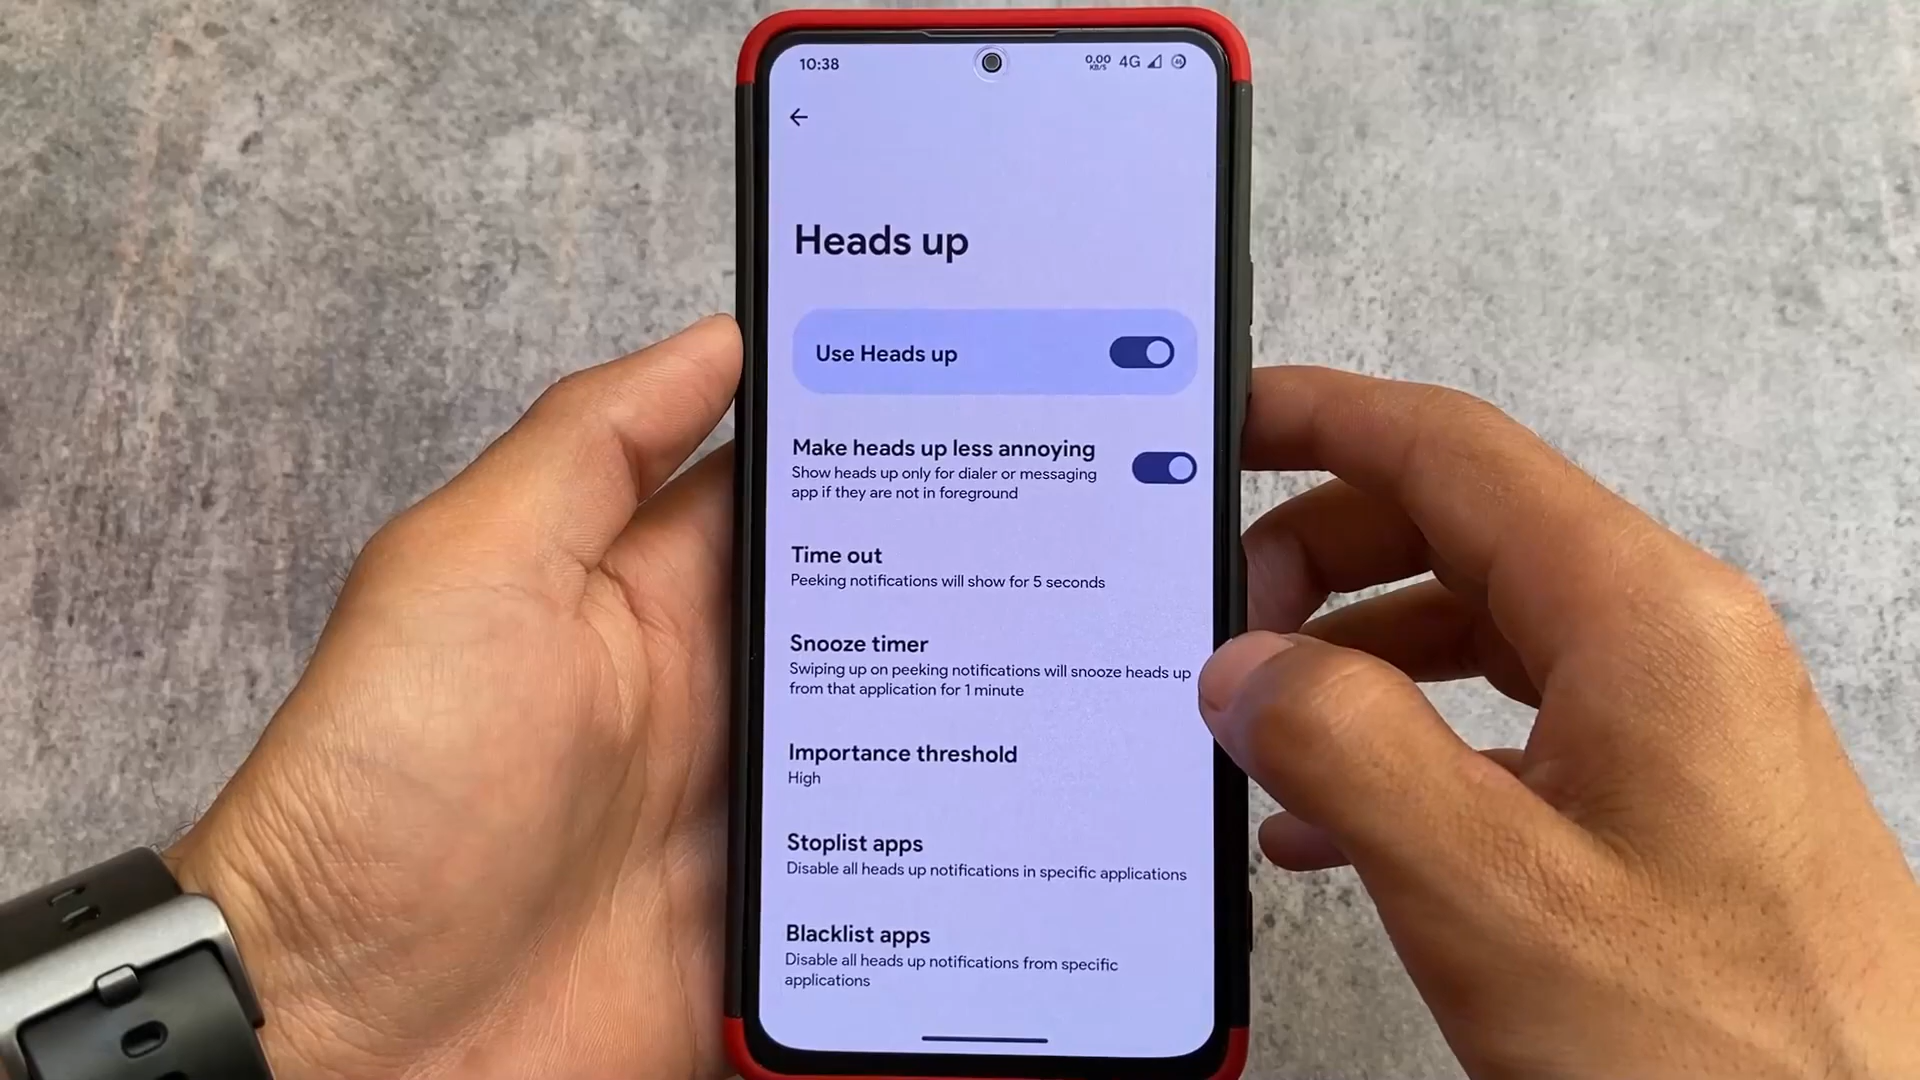 10:38
0.00 4G
KB/S
Heads up
Use Heads up
Make heads up less annoying
Show heads up only for dialer or messaging
app if they are not in foreground
Time out
Peeking notifications will show for 5 seconds
Snooze timer
Swiping up on peeking notifications will snooze heads up
from that application for 1 minute
Importance threshold
High
Stoplist apps
Disable all heads up notifications in specific applications
Blacklist apps
Disable all heads up notifications from specific
applications